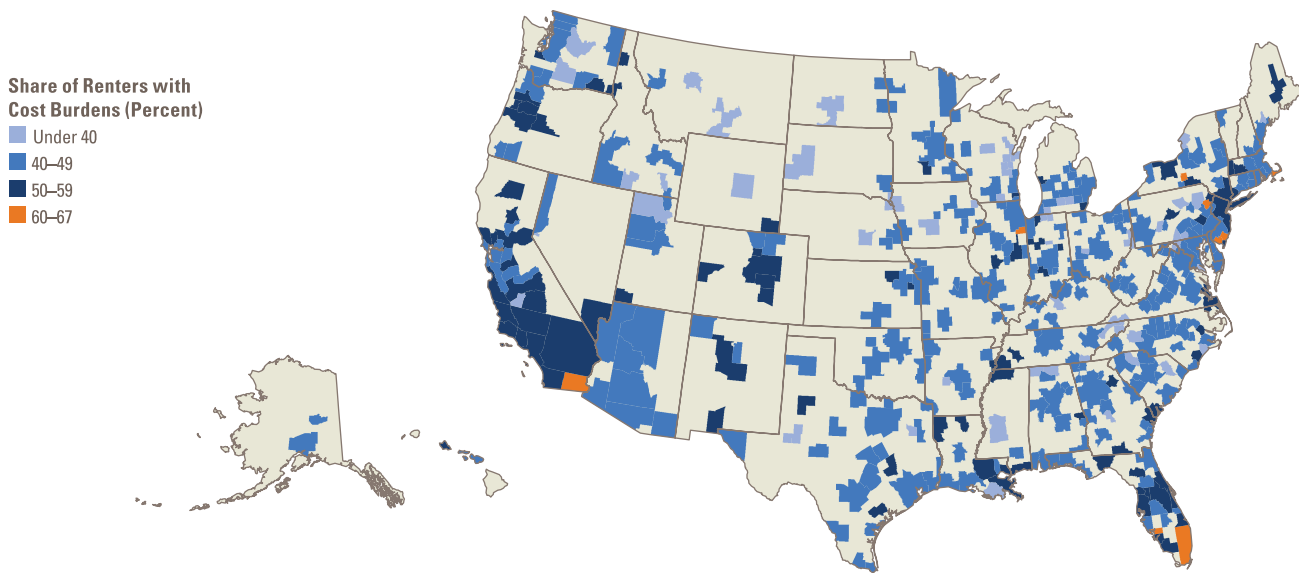 Share of Renters with
Cost Burdens (Percent)
Under 40
40–49
50–59
60–67